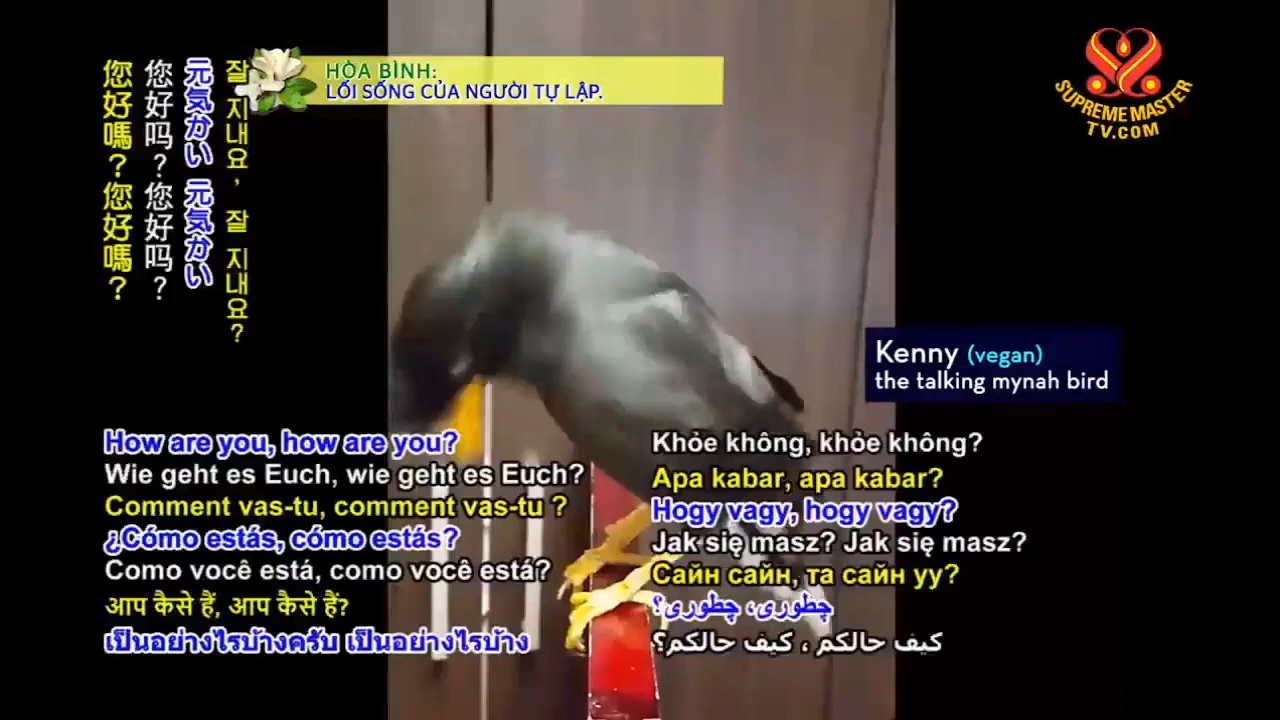 您好嗎？您好嗎？
您好吗？您好吗？
元気かい 元気かい
잘 지내요, 잘 지내요?
HÒA BÌNH:
LỐI SỐNG CỦA NGƯỜI TỰ LẬP.
SUPREME MASTER
TV.COM
Kenny (vegan)
the talking mynah bird
How are you, how are you?
Wie geht es Euch, wie geht es Euch?
Comment vas-tu, comment vas-tu ?
¿Cómo estás, cómo estás?
Como você está, como você está?
आप कैसे हैं, आप कैसे हैं?
เป็นอย่างไรบ้างครับ เป็นอย่างไรบ้าง
Khỏe không, khỏe không?
Apa kabar, apa kabar?
Hogy vagy, hogy vagy?
Jak się masz? Jak się masz?
Сайн сайн, та сайн уу?
چطوری، چطوری؟
كيف حالكم ، كيف حالكم؟